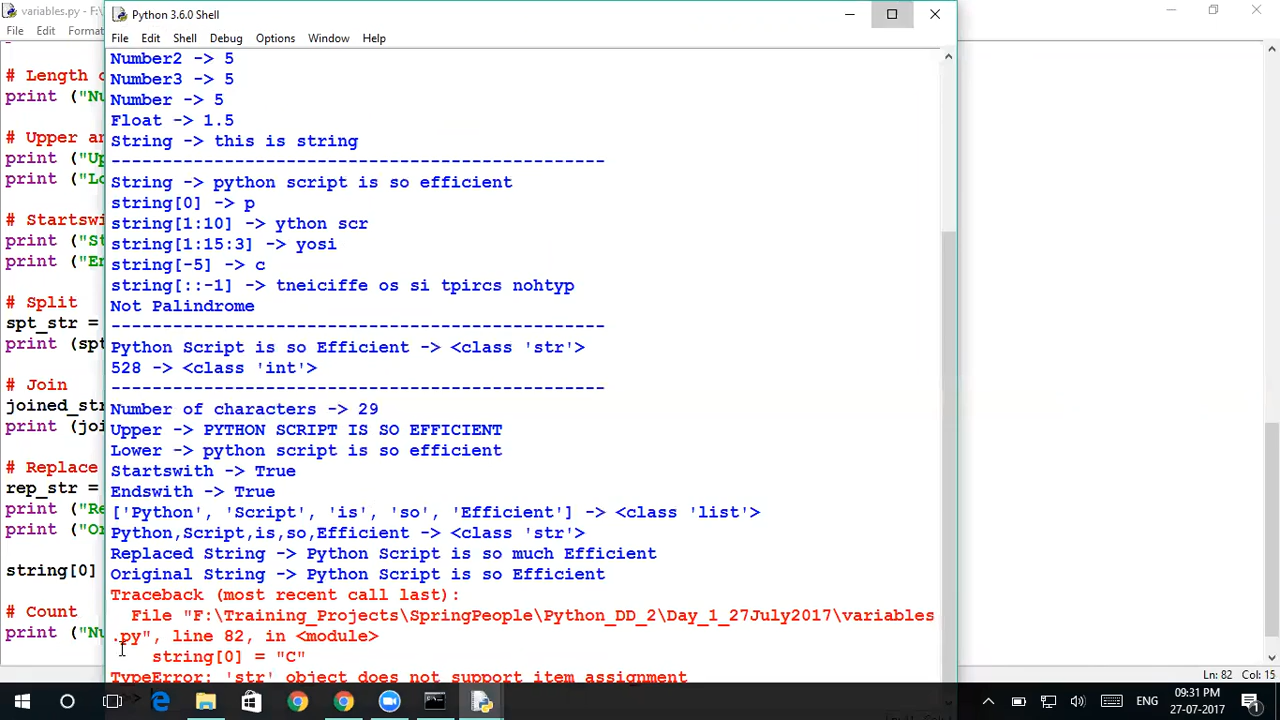 variables.py - F:\
File Edit Format
# Length
print ("Nu
# Upper an
print ("Up
print ("Lo
# Startswi
print ("St
print ("En
# Split
spt_str =
print (spt
# Join
joined_str
print (joi
# Replace
rep_str =
print ("Re
print ("Or
string[0]
# Count
print ("Nu
Python 3.6.0 Shell
File Edit Shell Debug Options Window Help
Number2 -> 5
Number3 -> 5
Number -> 5
Float -> 1.5
String -> this is string
------------------------------------------------
String -> python script is so efficient
string[0] -> p
string[1:10] -> ython scr
string[1:15:3] -> yosi
string[-5] -> c
string[::-1] -> tneiciffe os si tpircs nohtyp
Not Palindrome
------------------------------------------------
Python Script is so Efficient -> <class 'str'>
528 -> <class 'int'>
------------------------------------------------
Number of characters -> 29
Upper -> PYTHON SCRIPT IS SO EFFICIENT
Lower -> python script is so efficient
Startswith -> True
Endswith -> True
['Python', 'Script', 'is', 'so', 'Efficient'] -> <class 'list'>
Python,Script,is,so,Efficient -> <class 'str'>
Replaced String -> Python Script is so much Efficient
Original String -> Python Script is so Efficient
Traceback (most recent call last):
File "F:\Training_Projects\SpringPeople\Python_DD_2\Day_1_27July2017\variables
.py", line 82, in <module>
string[0] = "C"
TypeError: 'str' object does not support item assignment
Ln: 82 Col: 15
ENG
09:31 PM
27-07-2017
1